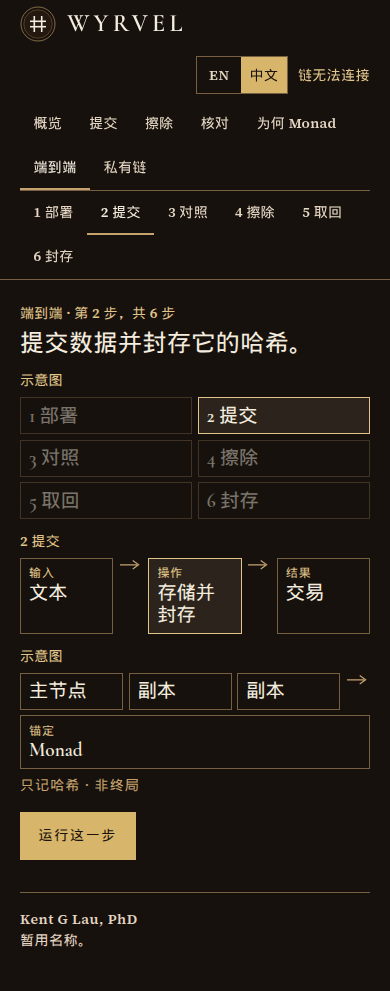 WYRVEL
EN 中文 链无法连接
概览 提交 擦除 核对 为何 Monad
端到端 私有链
1 部署 2 提交 3 对照 4 擦除 5 取回
6 封存
端到端 · 第 2 步，共 6 步
提交数据并封存它的哈希。
示意图
1 部署 2 提交
3 对照 4 擦除
5 取回 6 封存
2 提交
输入 → 操作 → 结果
文本 存储并 交易
封存
示意图
主节点 副本 副本 →
锚定
Monad
只记哈希 · 非终局
运行这一步
Kent G Lau, PhD
暂用名称。